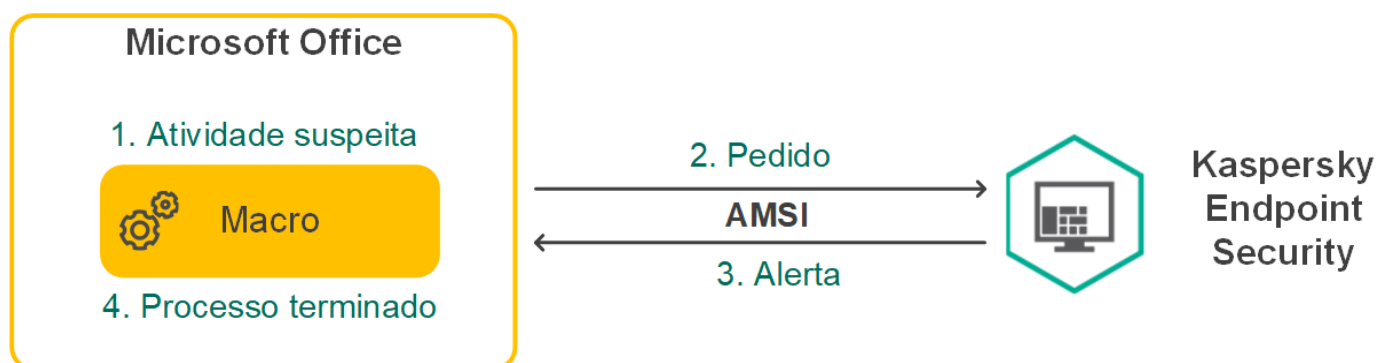 Microsoft Office
1. Atividade suspeita
Macro
4. Processo terminado
2. Pedido
AMSI
3. Alerta
Kaspersky
Endpoint
Security